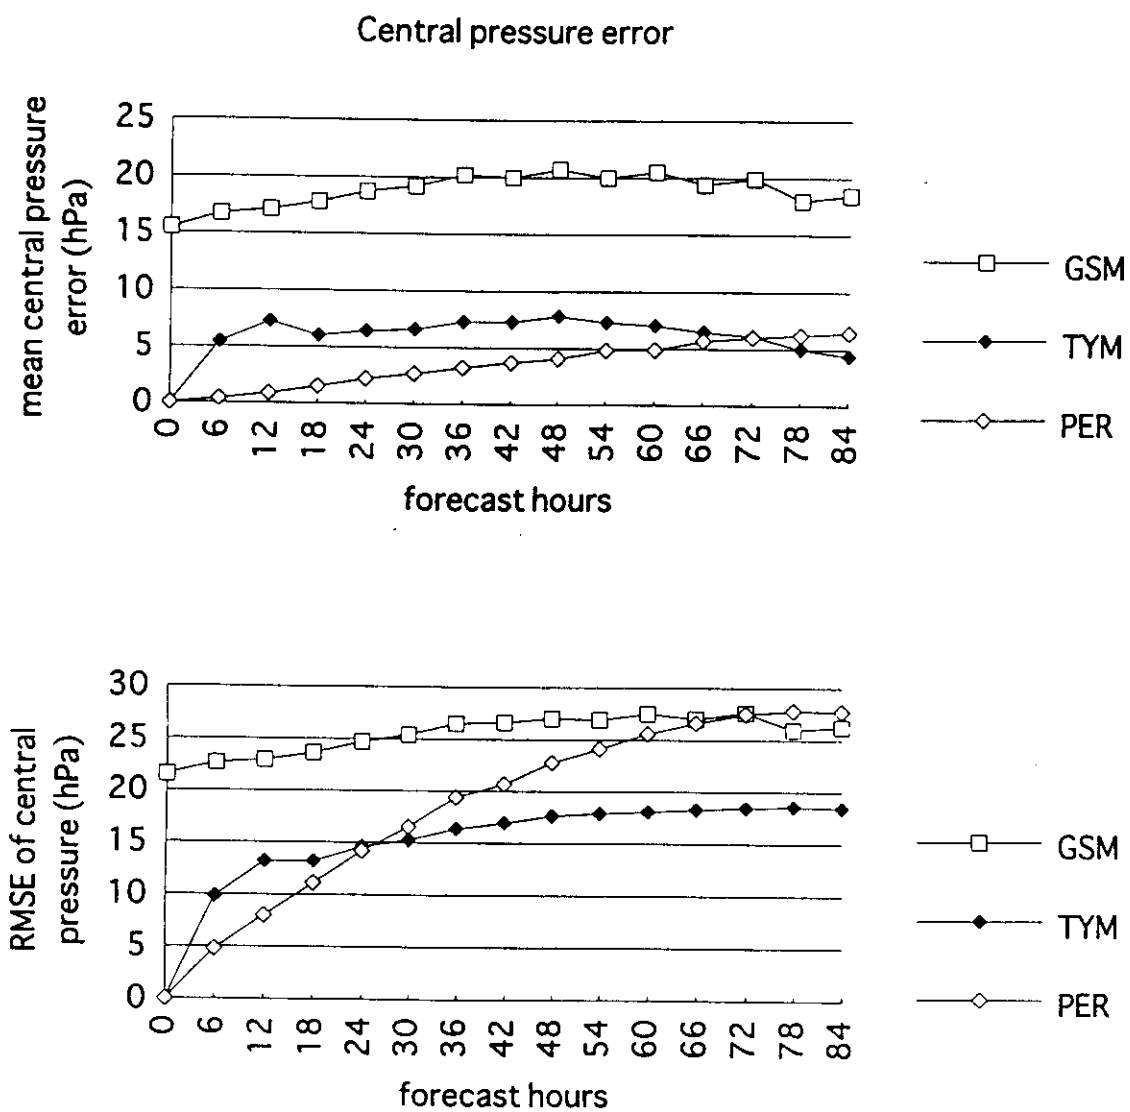 Central pressure error
mean central pressure
error (hPa)
25
20
15
10
5
0
0 6 12 18 24 30 36 42 48 54 60 66 72 78 84
forecast hours
GSM
TYM
PER
RMSE of central
pressure (hPa)
30
25
20
15
10
5
0
0 6 12 18 24 30 36 42 48 54 60 66 72 78 84
forecast hours
GSM
TYM
PER